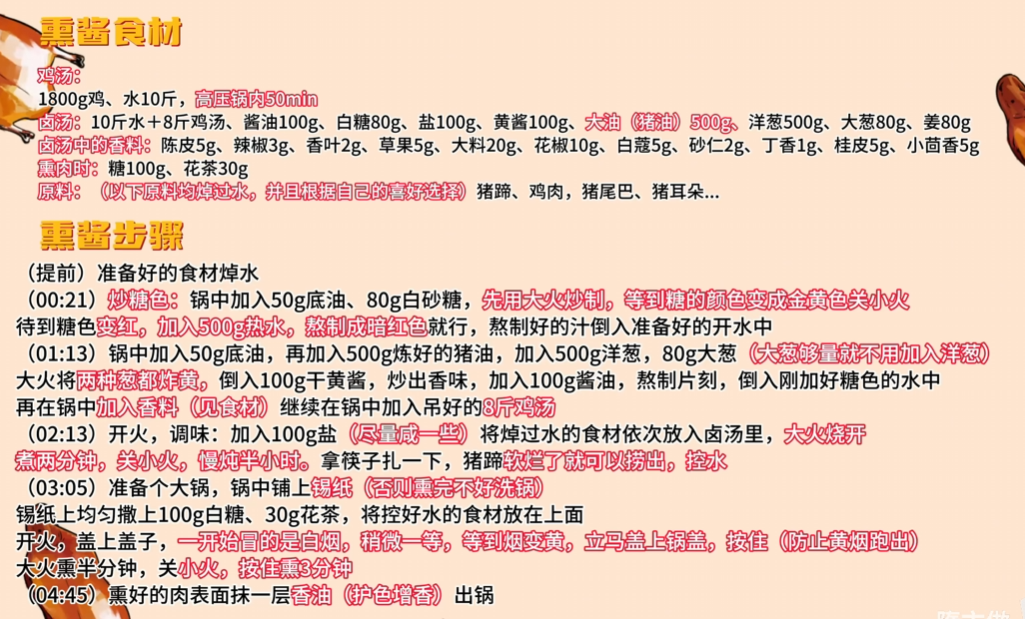 熏酱食材
鸡汤：
1800g鸡、水10斤，高压锅内50min
卤汤：10斤水＋8斤鸡汤、酱油100g、白糖80g、盐100g、黄酱100g、大油（猪油）500g、洋葱500g、大葱80g、姜80g
卤汤中的香料：陈皮5g、辣椒3g、香叶2g、草果5g、大料20g、花椒10g、白蔻5g、砂仁2g、丁香1g、桂皮5g、小茴香5g
熏肉时：糖100g、花茶30g
原料：（以下原料均焯过水，并且根据自己的喜好选择）猪蹄、鸡肉，猪尾巴、猪耳朵...
熏酱步骤
（提前）准备好的食材焯水
（00:21）炒糖色：锅中加入50g底油、80g白砂糖，先用大火炒制，等到糖的颜色变成金黄色关小火
待到糖色变红，加入500g热水，熬制成暗红色就行，熬制好的汁倒入准备好的开水中
（01:13）锅中加入50g底油，再加入500g炼好的猪油，加入500g洋葱，80g大葱（大葱够量就不用加入洋葱）
大火将两种葱都炸黄，倒入100g干黄酱，炒出香味，加入100g酱油，熬制片刻，倒入刚加好糖色的水中
再在锅中加入香料（见食材）继续在锅中加入吊好的8斤鸡汤
（02:13）开火，调味：加入100g盐（尽量咸一些）将焯过水的食材依次放入卤汤里，大火烧开
煮两分钟，关小火，慢炖半小时。拿筷子扎一下，猪蹄软烂了就可以捞出，控水
（03:05）准备个大锅，锅中铺上锡纸（否则熏完不好洗锅）
锡纸上均匀撒上100g白糖、30g花茶，将控好水的食材放在上面
开火，盖上盖子，一开始冒的是白烟，稍微一等，等到烟变黄，立马盖上锅盖，按住（防止黄烟跑出）
大火熏半分钟，关小火，按住熏3分钟
（04:45）熏好的肉表面抹一层香油（护色增香）出锅